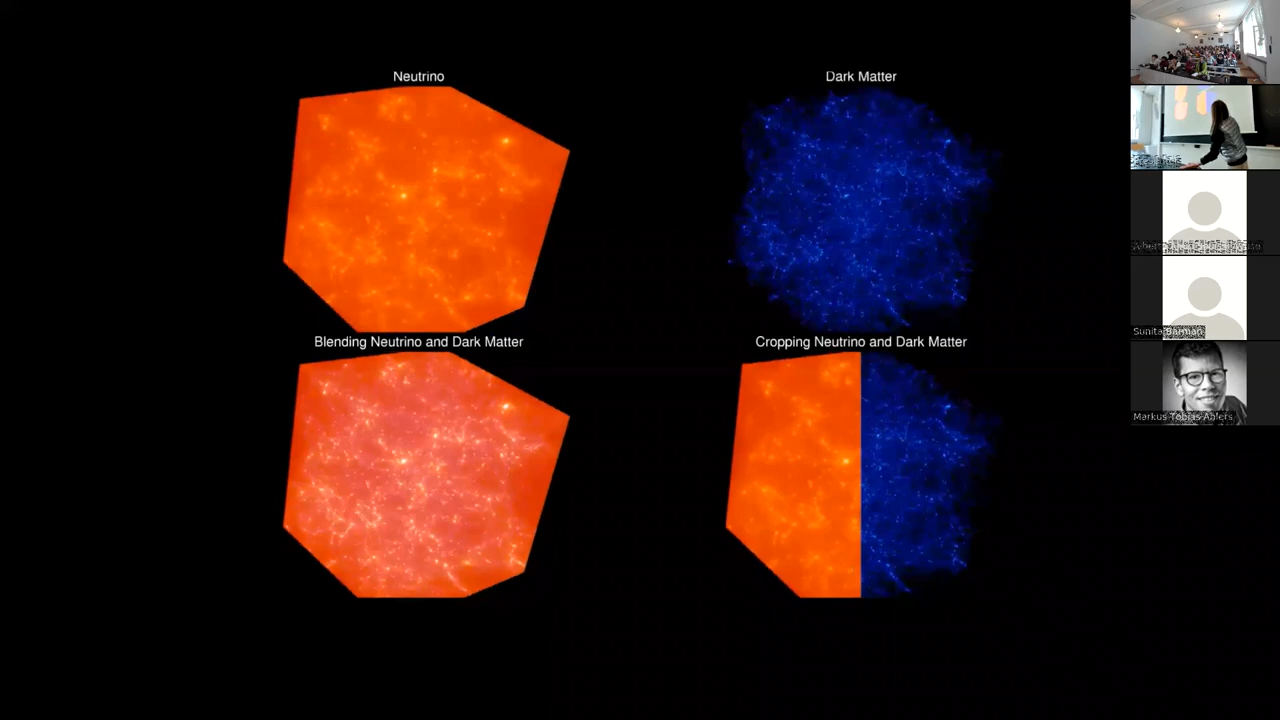 Neutrino
Dark Matter
Blending Neutrino and Dark Matter
Cropping Neutrino and Dark Matter
Sunita Barman
Markus Tobias Ahlers